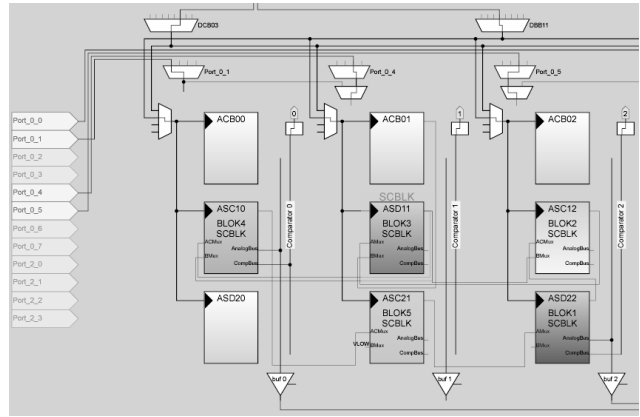 DCB03
DBB11
Port_0_1
Port_0_4
Port_0_5
Port_0_0
Port_0_1
Port_0_2
Port_0_3
Port_0_4
Port_0_5
Port_0_6
Port_0_7
Port_2_0
Port_2_1
Port_2_2
Port_2_3
ACB00
0
Comparator 0
ACB01
1
Comparator 1
ACB02
2
Comparator 2
ASC10
BLOK4
SCBLK
ACMux
AnalogBus
BMux
CompBus
SCBLK
ASD11
BLOK3
SCBLK
AMux
AnalogBus
BMux
CompBus
ASC12
BLOK2
SCBLK
ACMux
AnalogBus
BMux
CompBus
ASD20
ASC21
BLOK5
SCBLK
ACMux
AnalogBus
VLOW
BMux
CompBus
ASD22
BLOK1
SCBLK
AMux
AnalogBus
BMux
CompBus
buf 0
buf 1
buf 2